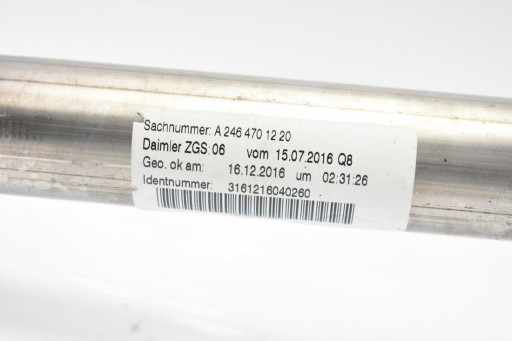 Sachnummer: A 246 470 12 20
Daimler ZGS: 06 vom 15.07.2016 Q8
Geo. ok am: 16.12.2016 um 02:31:26
Identnummer: 3161216040260